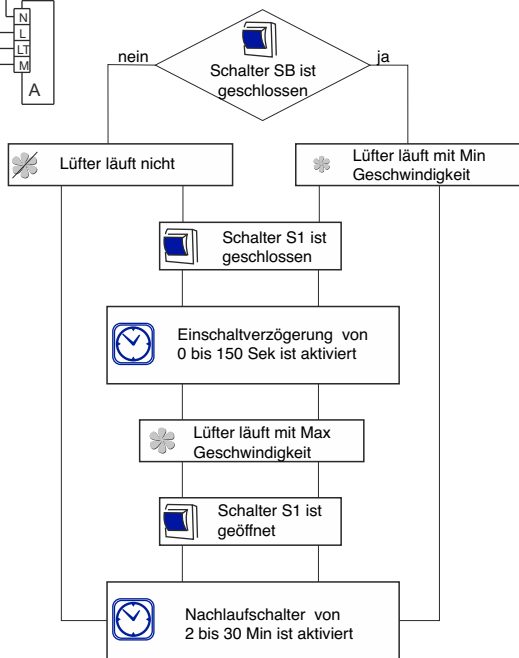 N
L
LT
M
A
nein
ja
Schalter SB ist
geschlossen
Lüfter läuft nicht
Lüfter läuft mit Min
Geschwindigkeit
Schalter S1 ist
geschlossen
Einschaltverzögerung von
0 bis 150 Sek ist aktiviert
Lüfter läuft mit Max
Geschwindigkeit
Schalter S1 ist
geöffnet
Nachlaufschalter von
2 bis 30 Min ist aktiviert